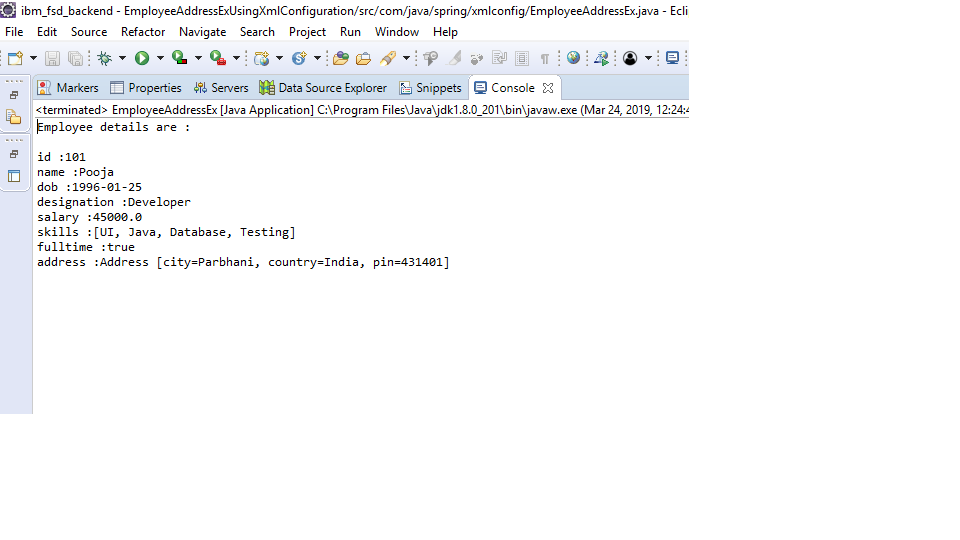 ibm_fsd_backend - EmployeeAddressExUsingXmlConfiguration/src/com/java/spring/xmlconfig/EmployeeAddressEx.java - Ecli
File Edit Source Refactor Navigate Search Project Run Window Help
Markers Properties Servers Data Source Explorer Snippets Console
<terminated> EmployeeAddressEx [Java Application] C:\Program Files\Java\jdk1.8.0_201\bin\javaw.exe (Mar 24, 2019, 12:24:4
Employee details are :
id :101
name :Pooja
dob :1996-01-25
designation :Developer
salary :45000.0
skills :[UI, Java, Database, Testing]
fulltime :true
address :Address [city=Parbhani, country=India, pin=431401]